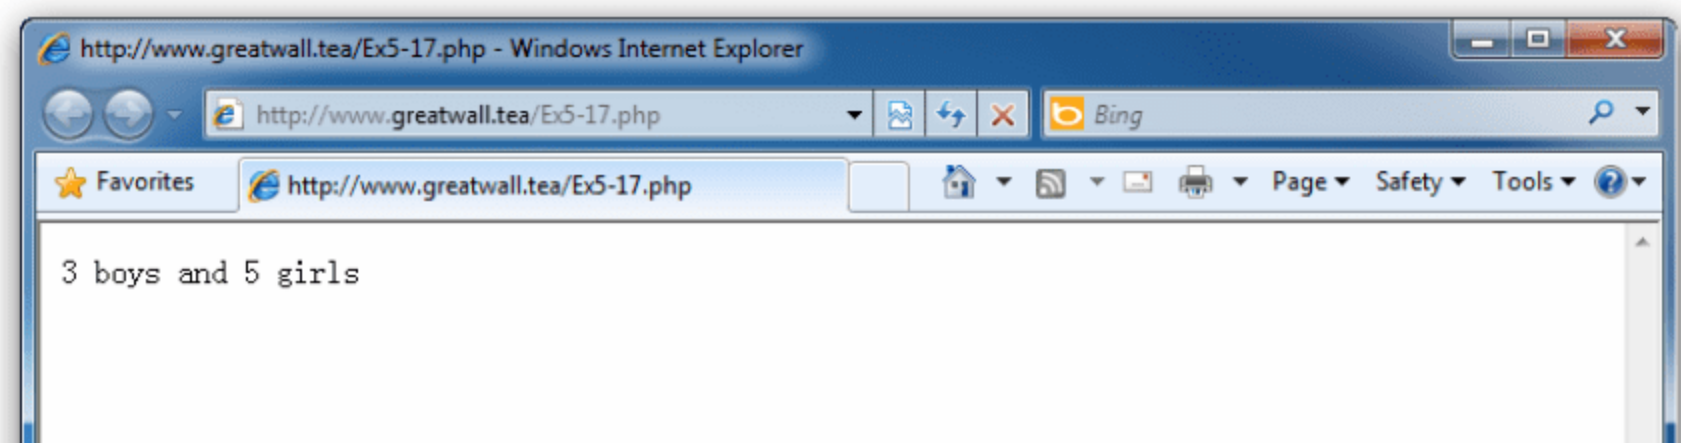 http://www.greatwall.tea/Ex5-17.php - Windows Internet Explorer
http://www.greatwall.tea/Ex5-17.php Bing
Favorites http://www.greatwall.tea/Ex5-17.php Page Safety Tools
3 boys and 5 girls